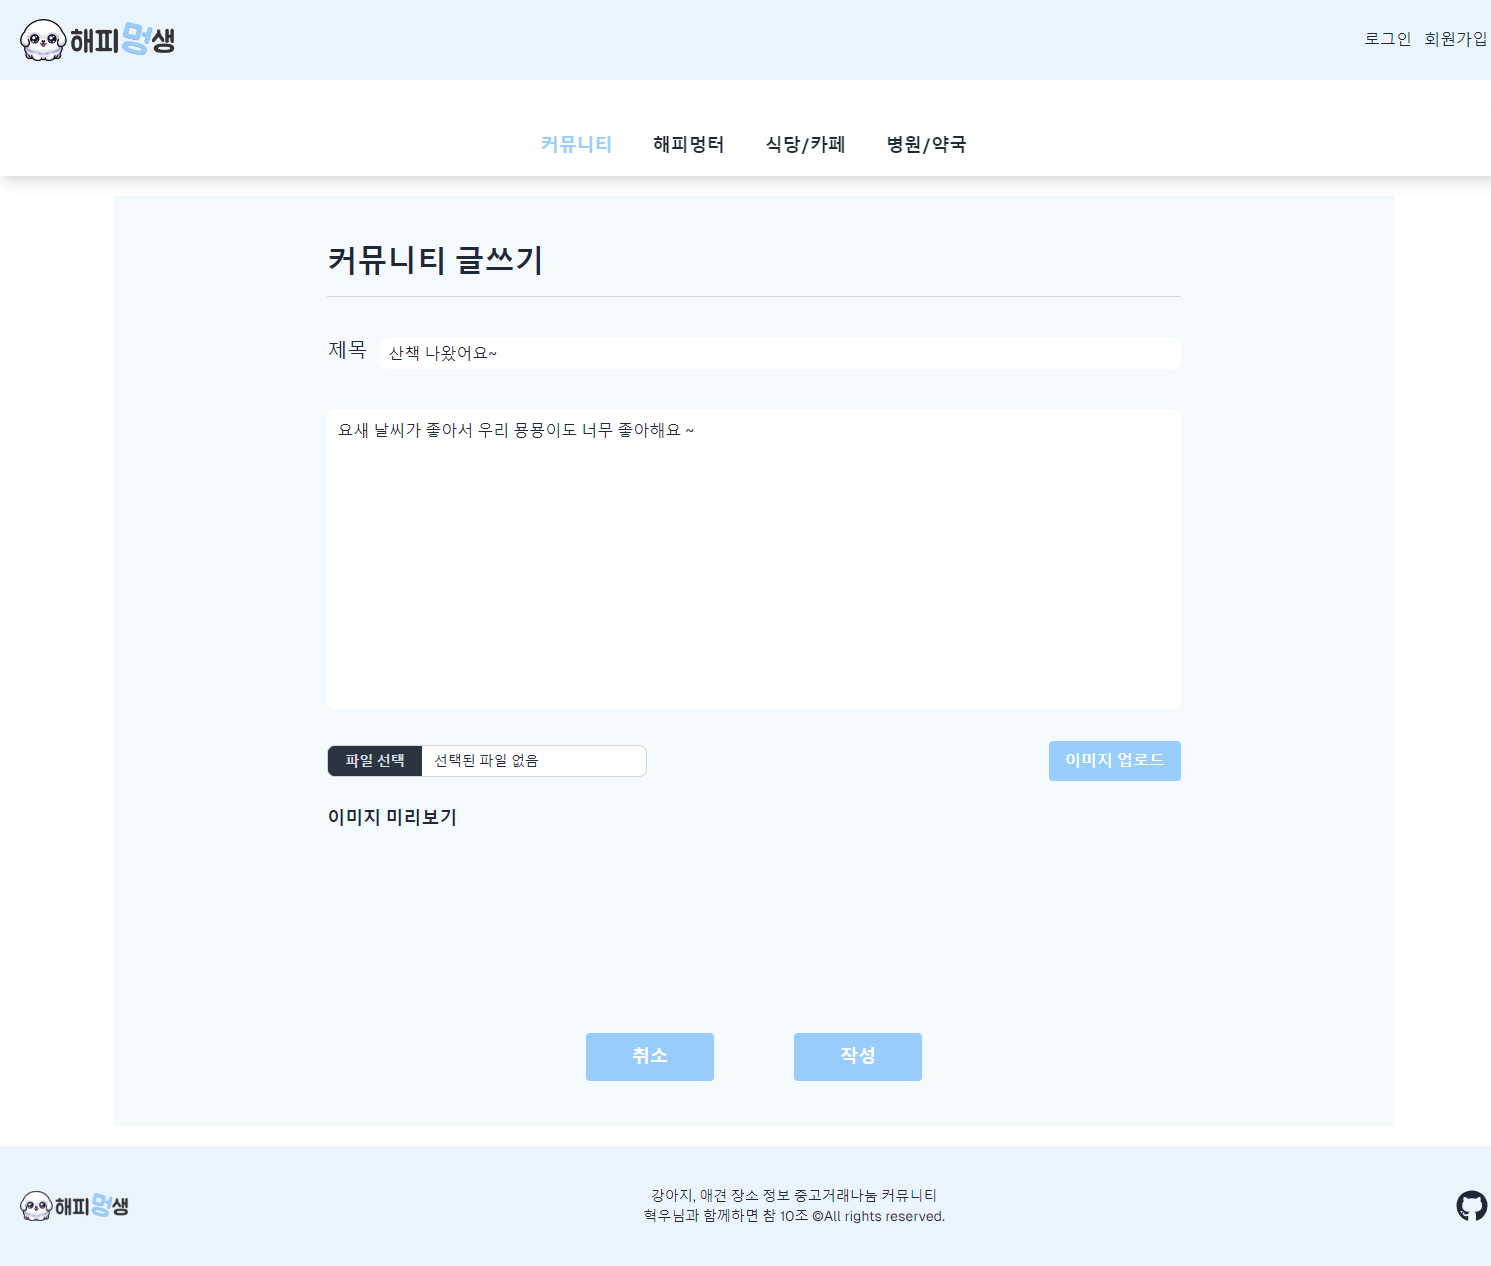 해피멍생
로그인 회원가입
커뮤니티 해피멍터 식당/카페 병원/약국
커뮤니티 글쓰기
제목 산책 나왔어요~
요새 날씨가 좋아서 우리 묭묭이도 너무 좋아해요 ~
파일 선택 선택된 파일 없음 이미지 업로드
이미지 미리보기
취소 작성
해피멍생
강아지, 애견 장소 정보 중고거래나눔 커뮤니티
혁우님과 함께하면 참 10조 ©All rights reserved.